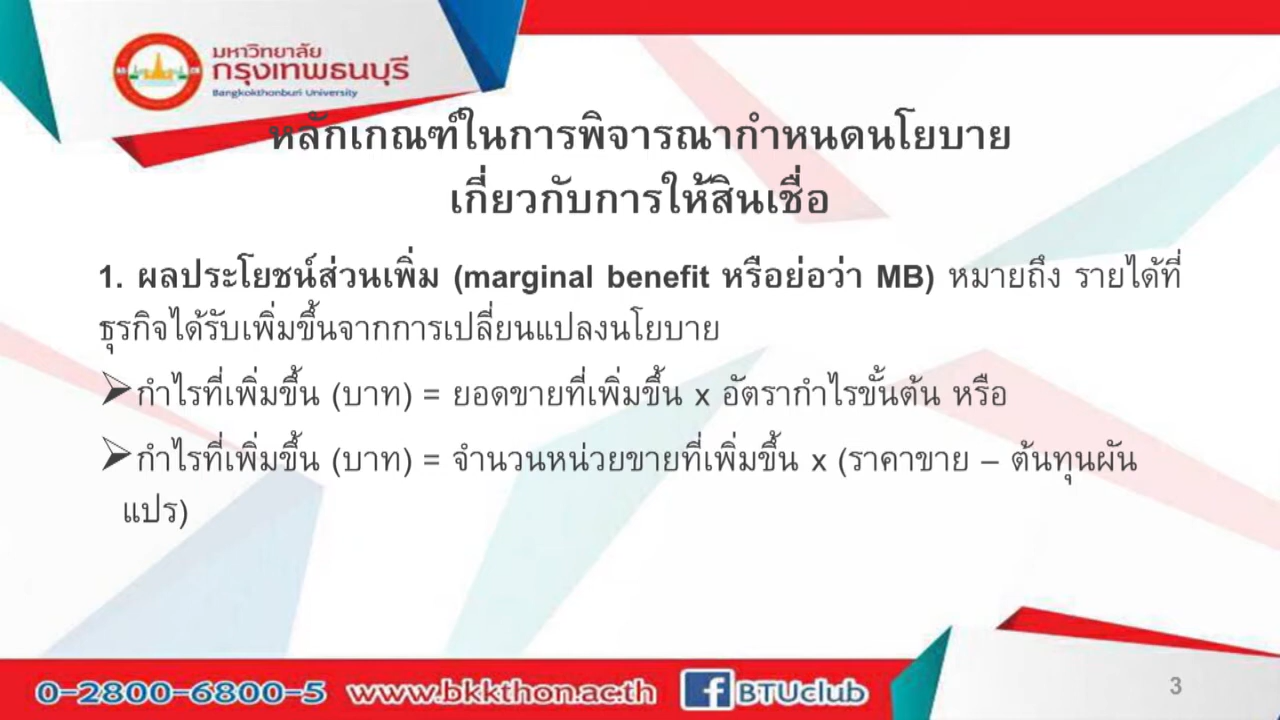 มหาวิทยาลัย
กรุงเทพธนบุรี
Bangkokthonburi University
หลักเกณฑ์ในการพิจารณากำหนดนโยบาย
เกี่ยวกับการให้สินเชื่อ
1. ผลประโยชน์ส่วนเพิ่ม (marginal benefit หรือย่อว่า MB) หมายถึง รายได้ที่
ธุรกิจได้รับเพิ่มขึ้นจากการเปลี่ยนแปลงนโยบาย
➢กำไรที่เพิ่มขึ้น (บาท) = ยอดขายที่เพิ่มขึ้น x อัตรากำไรขั้นต้น หรือ
➢กำไรที่เพิ่มขึ้น (บาท) = จำนวนหน่วยขายที่เพิ่มขึ้น x (ราคาขาย – ต้นทุนผัน
แปร)
0-2800-6800-5 www.bkkthon.ac.th f BTUclub
3